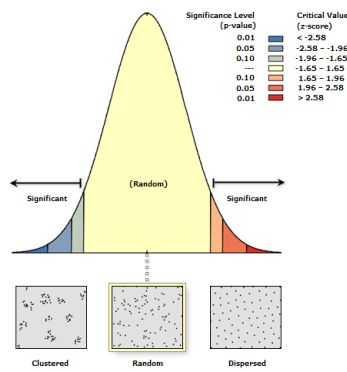 Significance Level (p-value)
Critical Value (z-score)
0.01 < -2.58
0.05 -2.58 – -1.96
0.10 -1.96 – -1.65
--- -1.65 – 1.65
0.10 1.65 – 1.96
0.05 1.96 – 2.58
0.01 > 2.58
(Random)
Significant
Significant
Clustered
Random
Dispersed